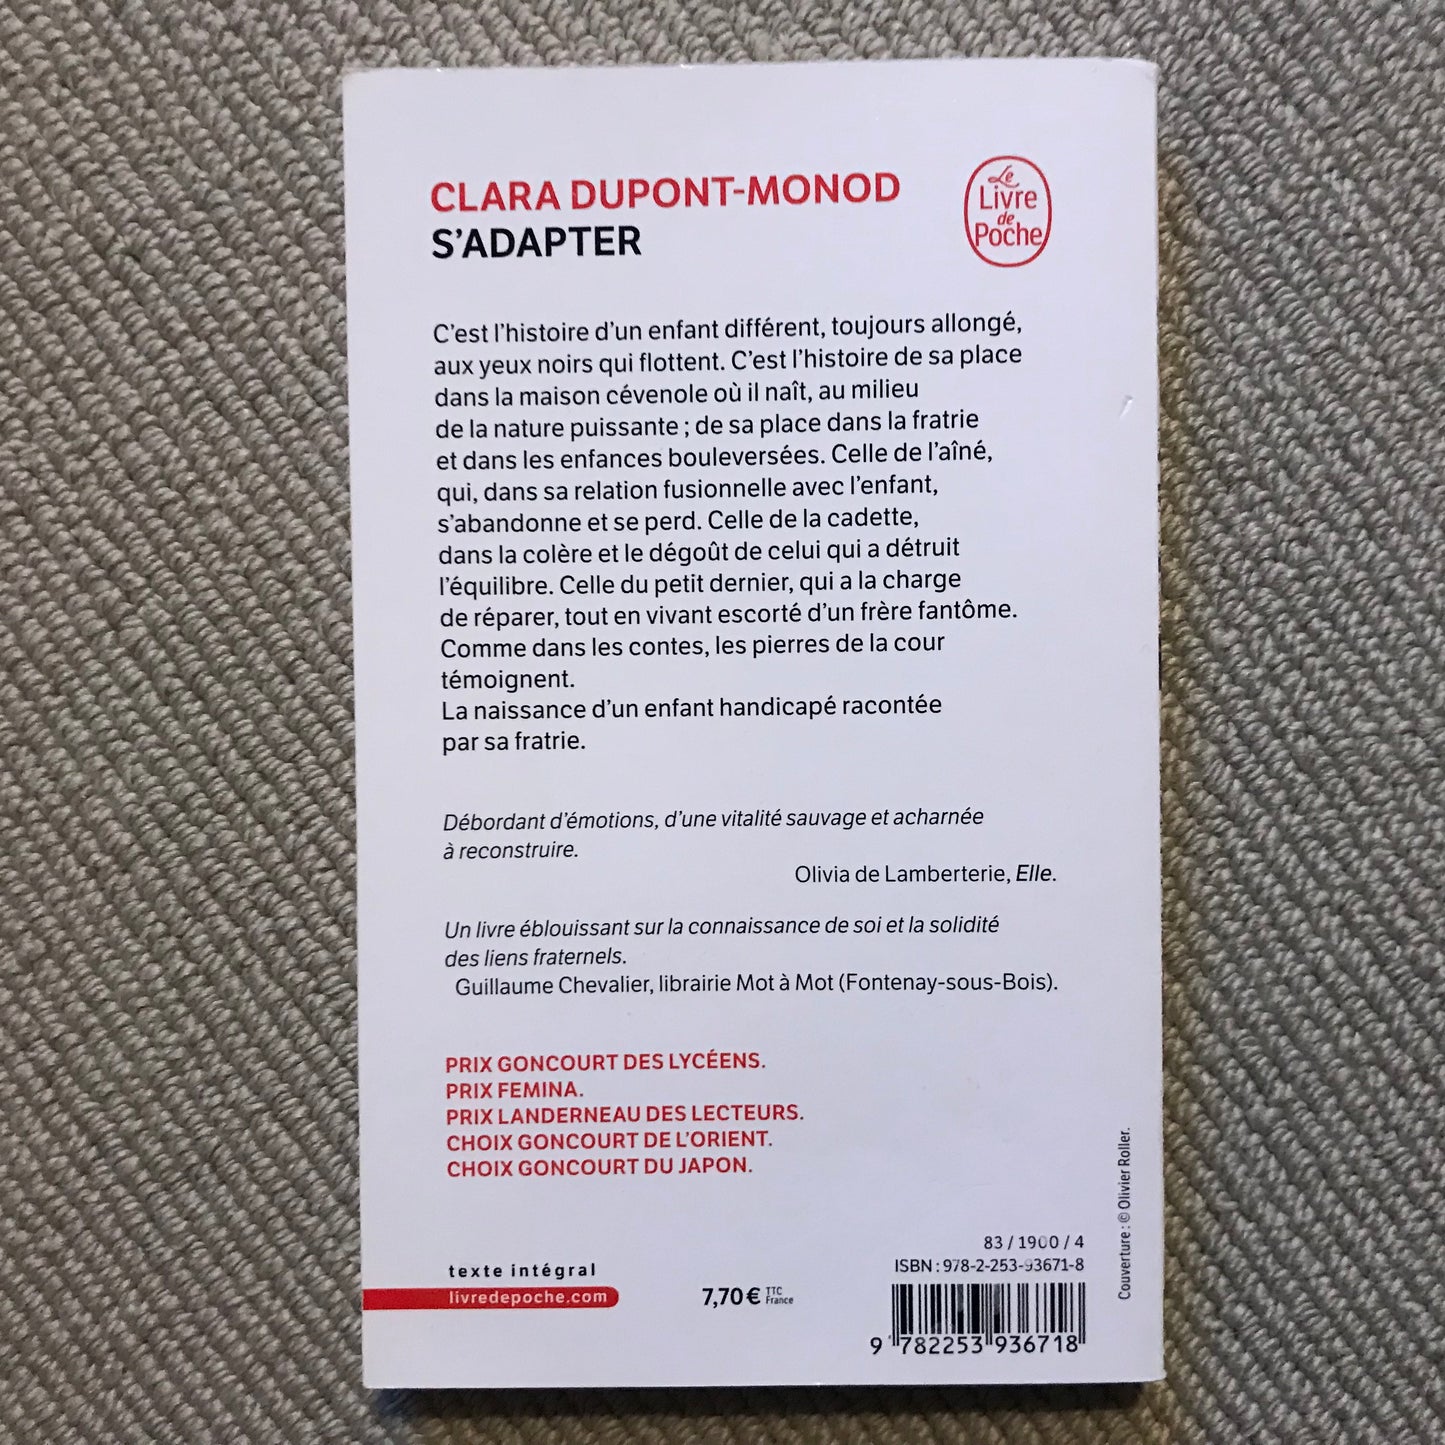 CLARA DUPONT-MONOD
S’ADAPTER
Le
Livre
de
Poche
C’est l’histoire d’un enfant différent, toujours allongé,
aux yeux noirs qui flottent. C’est l’histoire de sa place
dans la maison cévenole où il naît, au milieu
de la nature puissante ; de sa place dans la fratrie
et dans les enfances bouleversées. Celle de l’aîné,
qui, dans sa relation fusionnelle avec l’enfant,
s’abandonne et se perd. Celle de la cadette,
dans la colère et le dégoût de celui qui a détruit
l’équilibre. Celle du petit dernier, qui a la charge
de réparer, tout en vivant escorté d’un frère fantôme.
Comme dans les contes, les pierres de la cour
témoignent.
La naissance d’un enfant handicapé racontée
par sa fratrie.
Débordant d’émotions, d’une vitalité sauvage et acharnée
à reconstruire.
Olivia de Lamberterie, Elle.
Un livre éblouissant sur la connaissance de soi et la solidité
des liens fraternels.
Guillaume Chevalier, librairie Mot à Mot (Fontenay-sous-Bois).
PRIX GONCOURT DES LYCÉENS.
PRIX FEMINA.
PRIX LANDERNEAU DES LECTEURS.
CHOIX GONCOURT DE L’ORIENT.
CHOIX GONCOURT DU JAPON.
texte intégral
livredepoche.com
7,70 € TTC
France
83 / 1900 / 4
ISBN : 978-2-253-93671-8
9 782253 936718
Couverture : © Olivier Roller.